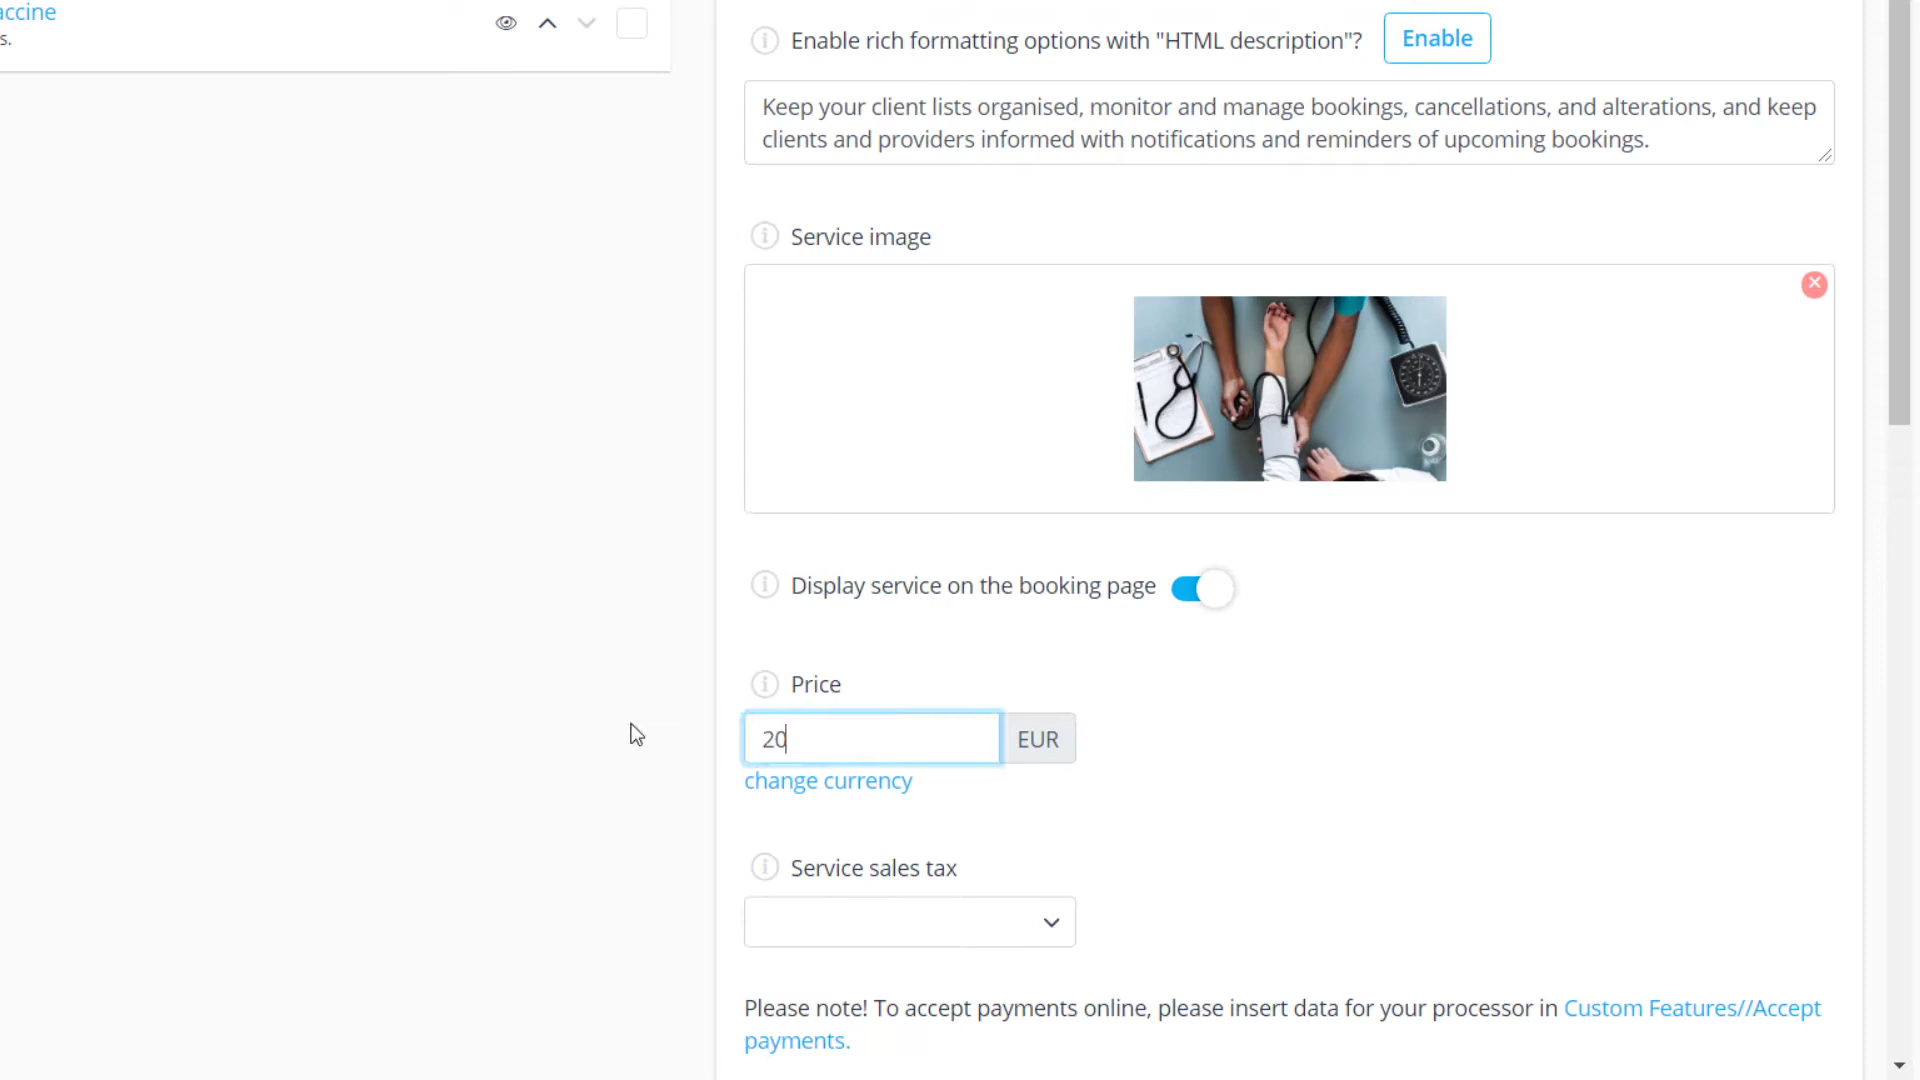 accine
s.
Enable rich formatting options with "HTML description"?
Enable
Keep your client lists organised, monitor and manage bookings, cancellations, and alterations, and keep
clients and providers informed with notifications and reminders of upcoming bookings.
Service image
Display service on the booking page
Price
20
EUR
change currency
Service sales tax
Please note! To accept payments online, please insert data for your processor in Custom Features//Accept
payments.